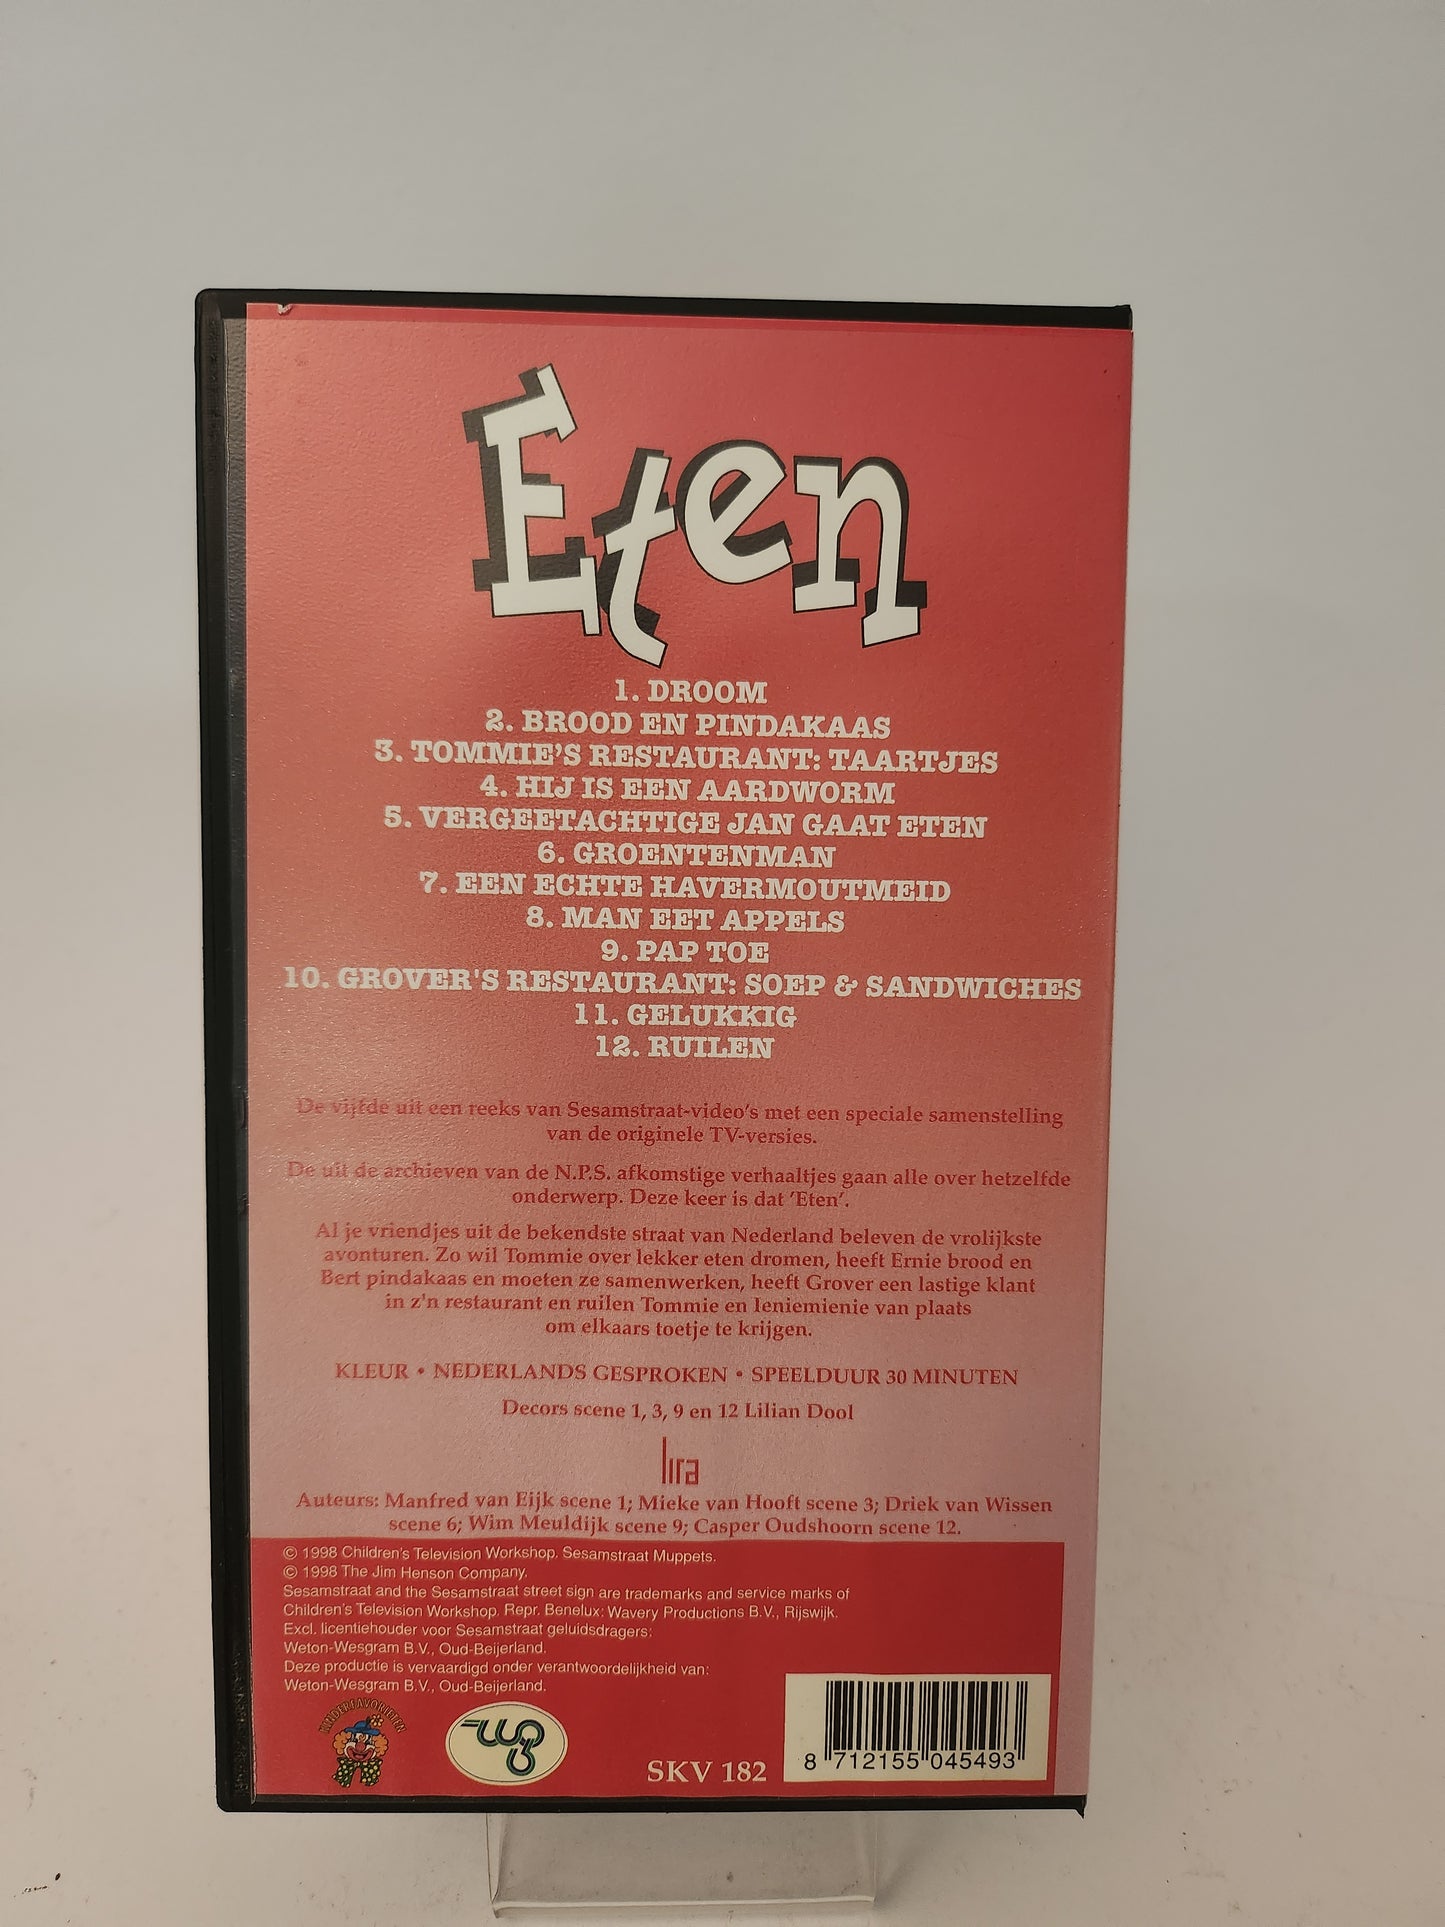 Eten
1. DROOM
2. BROOD EN PINDAKAAS
3. TOMMIE'S RESTAURANT: TAARTJES
4. HIJ IS EEN AARDWORM
5. VERGEETACHTIGE JAN GAAT ETEN
6. GROENTENMAN
7. EEN ECHTE HAVERMOUTMEID
8. MAN EET APPELS
9. PAP TOE
10. GROVER'S RESTAURANT: SOEP & SANDWICHES
11. GELUKKIG
12. RUILEN
De vijfde uit een reeks van Sesamstraat-video's met een speciale samenstelling
van de originele TV-versies.
De uit de archieven van de N.P.S. afkomstige verhaaltjes gaan alle over hetzelfde
onderwerp. Deze keer is dat 'Eten'.
Al je vriendjes uit de bekendste straat van Nederland beleven de vrolijkste
avonturen. Zo wil Tommie over lekker eten dromen, heeft Ernie brood en
Bert pindakaas en moeten ze samenwerken, heeft Grover een lastige klant
in z'n restaurant en ruilen Tommie en Ieniemienie van plaats
om elkaars toetje te krijgen.
KLEUR • NEDERLANDS GESPROKEN • SPEELDUUR 30 MINUTEN
Decors scene 1, 3, 9 en 12 Lilian Dool
lira
Auteurs: Manfred van Eijk scene 1; Mieke van Hooft scene 3; Driek van Wissen
scene 6; Wim Meuldijk scene 9; Casper Oudshoorn scene 12.
© 1998 Children's Television Workshop. Sesamstraat Muppets.
© 1998 The Jim Henson Company.
Sesamstraat and the Sesamstraat street sign are trademarks and service marks of
Children's Television Workshop. Repr. Benelux: Wavery Productions B.V., Rijswijk.
Excl. licentiehouder voor Sesamstraat geluidsdragers:
Weton-Wesgram B.V., Oud-Beijerland.
Deze productie is vervaardigd onder verantwoordelijkheid van:
Weton-Wesgram B.V., Oud-Beijerland.
KINDERFAVORIETEN
SKV 182
8 712155 045493